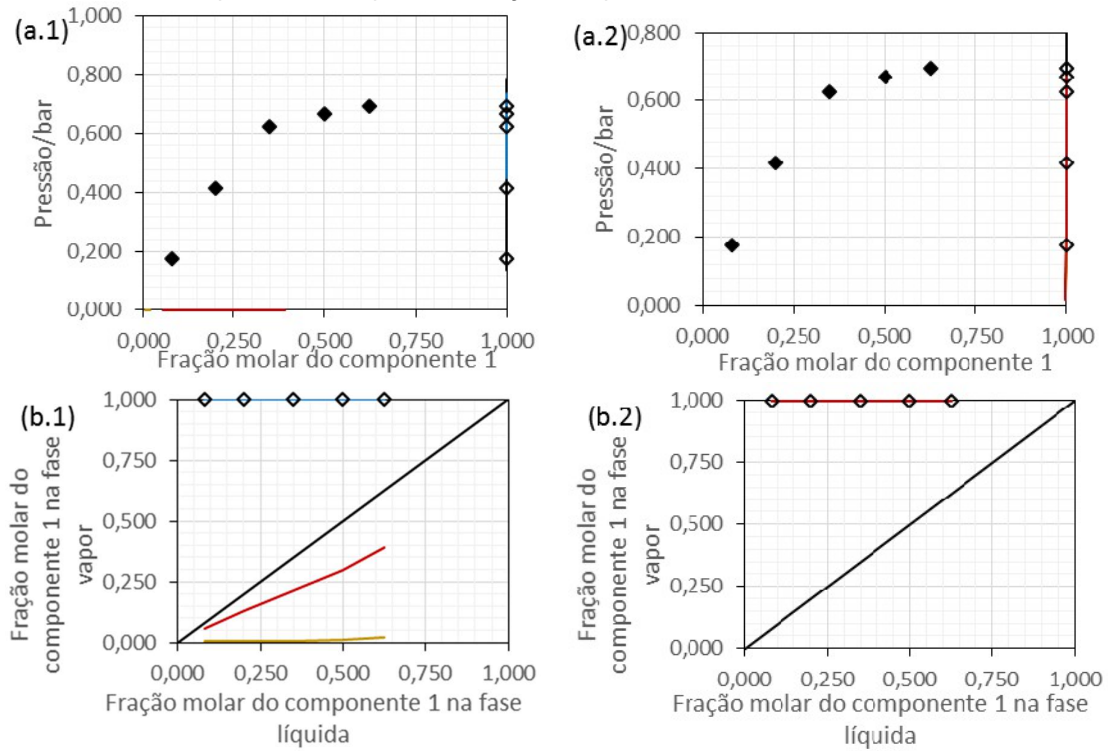 (a.1)
1,000
0,800
0,600
0,400
0,200
0,000
Pressão/bar
0,000 0,250 0,500 0,750 1,000
Fração molar do componente 1
(a.2)
0,800
0,600
0,400
0,200
0,000
Pressão/bar
0,000 0,250 0,500 0,750 1,000
Fração molar do componente 1
(b.1)
1,000
0,750
0,500
0,250
0,000
Fração molar do
componente 1 na fase
vapor
0,000 0,250 0,500 0,750 1,000
Fração molar do componente 1 na fase
líquida
(b.2)
1,000
0,750
0,500
0,250
0,000
Fração molar do
componente 1 na fase
vapor
0,000 0,250 0,500 0,750 1,000
Fração molar do componente 1 na fase
líquida